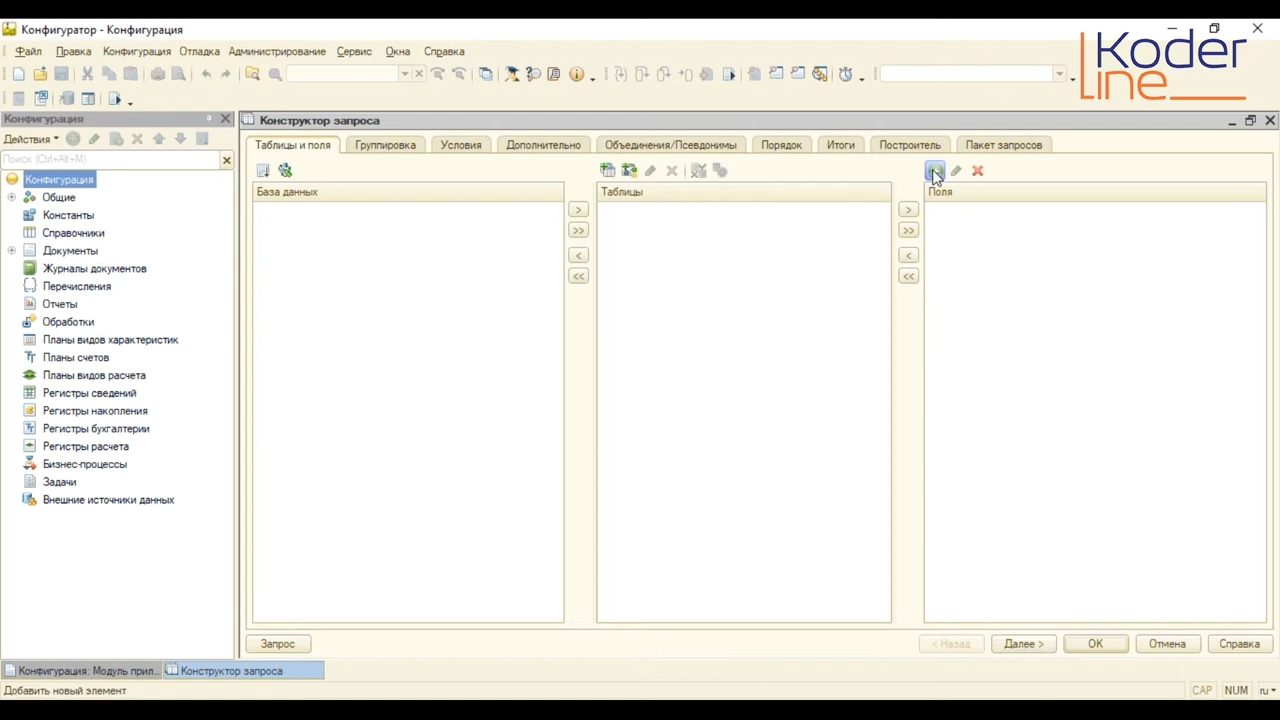 Конфигуратор - Конфигурация
Koder
line
Файл Правка Конфигурация Отладка Администрирование Сервис Окна Справка
Конфигурация
Конструктор запроса
Действия
Таблицы и поля Группировка Условия Дополнительно Объединения/Псевдонимы Порядок Итоги Построитель Пакет запросов
Поиск (Ctrl+Alt+M)
Конфигурация
База данных Таблицы Поля
Общие
Константы
Справочники
Документы
Журналы документов
Перечисления
Отчеты
Обработки
Планы видов характеристик
Планы счетов
Планы видов расчета
Регистры сведений
Регистры накопления
Регистры бухгалтерии
Регистры расчета
Бизнес-процессы
Задачи
Внешние источники данных
> >
>> >>
< <
<< <<
Запрос < Назад Далее > OK Отмена Справка
Конфигурация: Модуль прил... Конструктор запроса
Добавить новый элемент CAP NUM ru